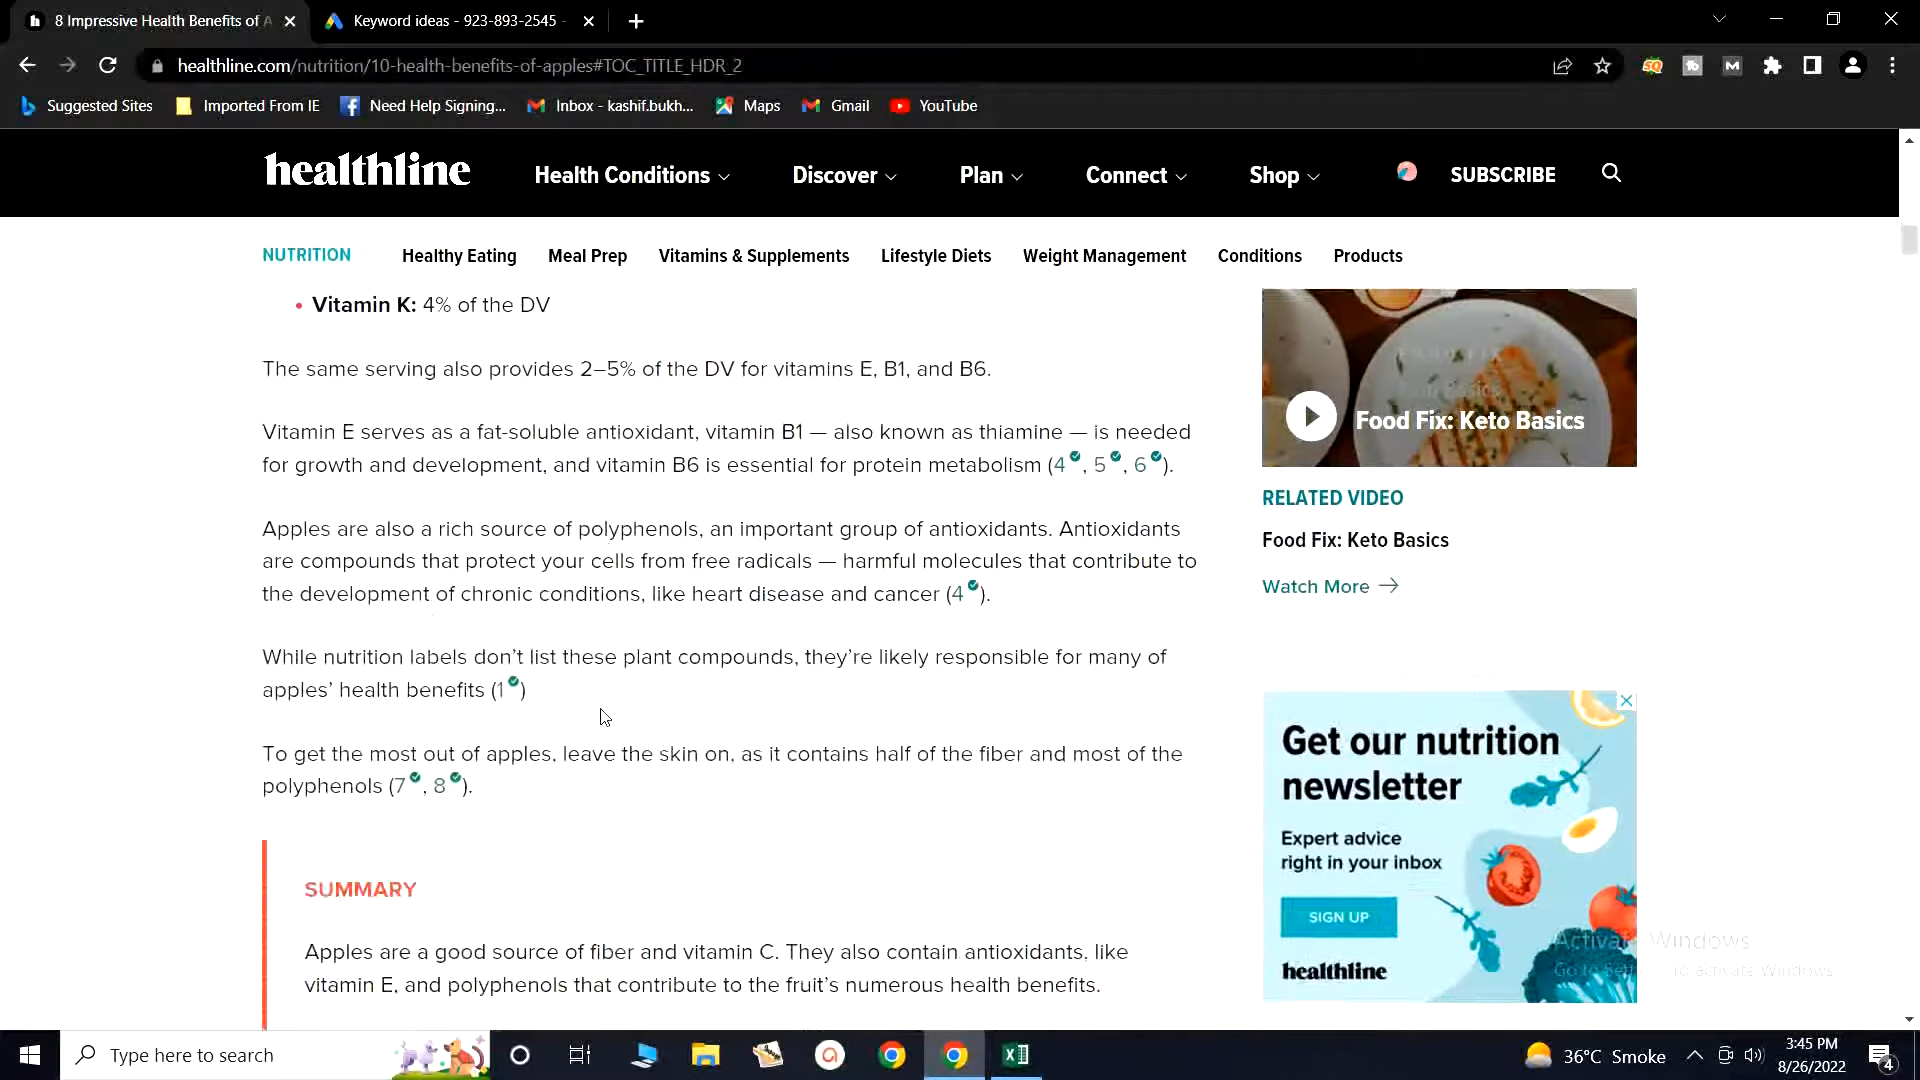 8 Impressive Health Benefits of A
Keyword ideas - 923-893-2545 -
healthline.com/nutrition/10-health-benefits-of-apples#TOC_TITLE_HDR_2
Suggested Sites
Imported From IE
Need Help Signing...
Inbox - kashif.bukh...
Maps
Gmail
YouTube
healthline
Health Conditions
Discover
Plan
Connect
Shop
SUBSCRIBE
NUTRITION
Healthy Eating
Meal Prep
Vitamins & Supplements
Lifestyle Diets
Weight Management
Conditions
Products
• Vitamin K: 4% of the DV
The same serving also provides 2–5% of the DV for vitamins E, B1, and B6.
Vitamin E serves as a fat-soluble antioxidant, vitamin B1 — also known as thiamine — is needed
for growth and development, and vitamin B6 is essential for protein metabolism (4, 5, 6).
Apples are also a rich source of polyphenols, an important group of antioxidants. Antioxidants
are compounds that protect your cells from free radicals — harmful molecules that contribute to
the development of chronic conditions, like heart disease and cancer (4).
While nutrition labels don’t list these plant compounds, they’re likely responsible for many of
apples’ health benefits (1)
To get the most out of apples, leave the skin on, as it contains half of the fiber and most of the
polyphenols (7, 8).
SUMMARY
Apples are a good source of fiber and vitamin C. They also contain antioxidants, like
vitamin E, and polyphenols that contribute to the fruit’s numerous health benefits.
Food Fix: Keto Basics
RELATED VIDEO
Food Fix: Keto Basics
Watch More
Get our nutrition
newsletter
Expert advice
right in your inbox
SIGN UP
healthline
Activate Windows
Go to Settings to activate Windows.
Type here to search
36°C Smoke
3:45 PM
8/26/2022
4